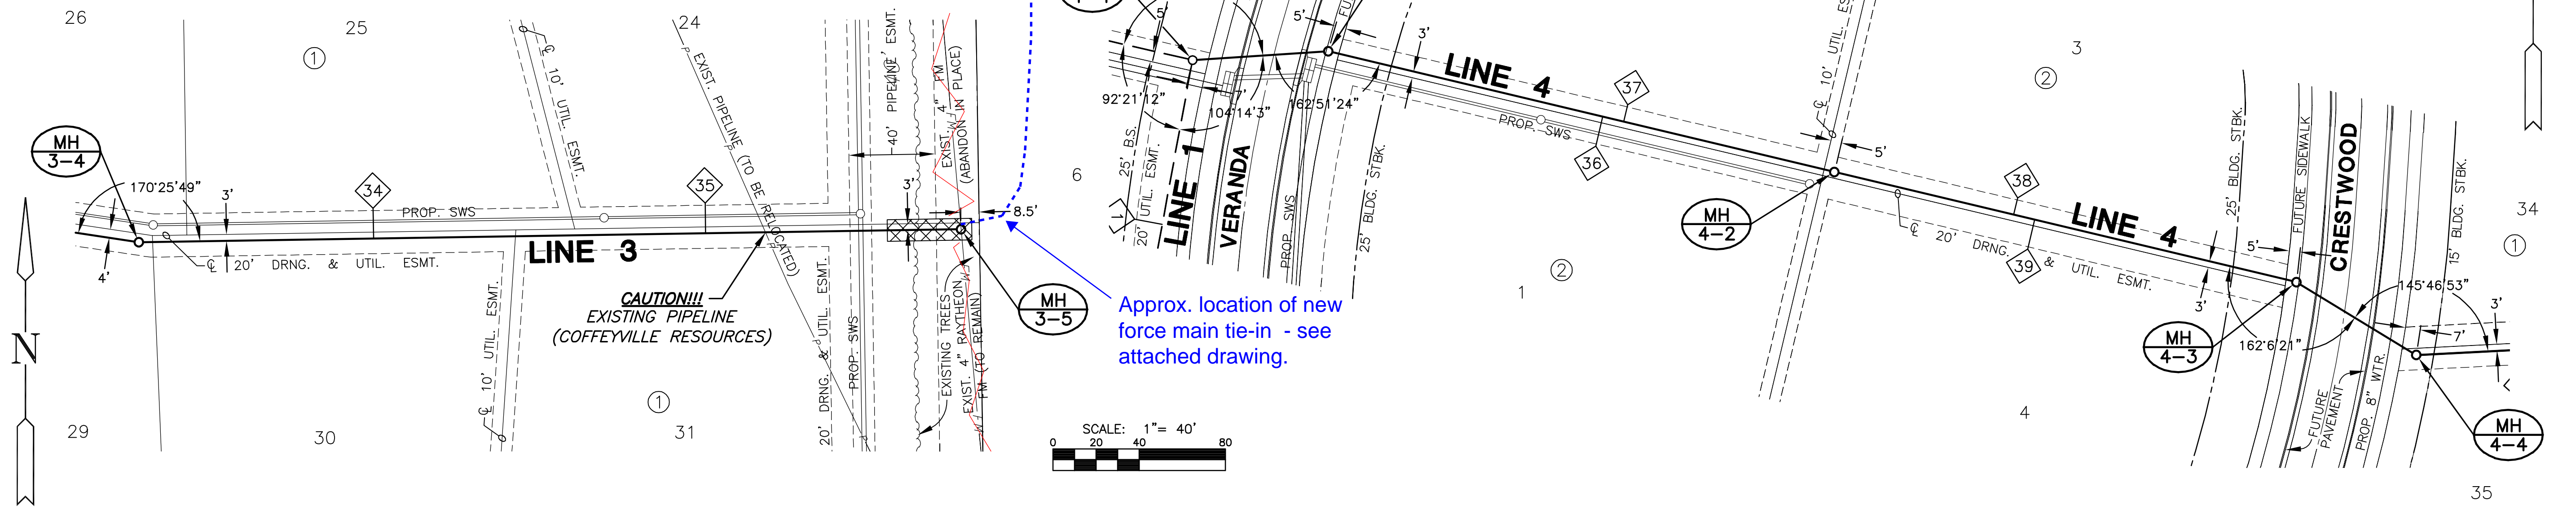 26
25
24
1
MH
3-4
170°25'49"
3'
4'
34
35
PROP. SWS
LINE 3
℄ 20' DRNG. & UTIL. ESMT.
℄ 10' UTIL. ESMT.
℄ 10' UTIL. ESMT.
EXIST. PIPELINE (TO BE RELOCATED)
CAUTION!!!
EXISTING PIPELINE
(COFFEYVILLE RESOURCES)
20' DRNG. & UTIL. ESMT.
PROP. SWS
40' PIPELINE ESMT.
EXIST. 4" FM
(ABANDON IN PLACE)
3'
8.5'
EXISTING TREES
EXIST. 4" RAYTHEON
FM (TO REMAIN)
MH
3-5
Approx. location of new
force main tie-in - see
attached drawing.
N
29
30
31
1
SCALE: 1"= 40'
0 20 40 80
5'
5'
92°21'12"
7'
104°14'3"
162°51'24"
25' B.S.
20' UTIL. ESMT.
LINE 1
VERANDA
PROP. SWS
25' BLDG. STBK.
6
3'
LINE 4
37
36
PROP. SWS
℄ 10' UTIL.
5'
MH
4-2
2
1
3
2
38
39
LINE 4
℄ 20' DRNG. & UTIL. ESMT.
3'
5'
25' BLDG. STBK.
FUTURE SIDEWALK
CRESTWOOD
15' BLDG. STBK.
MH
4-3
162°6'21"
145°46'53"
3'
7'
FUTURE
PAVEMENT
PROP. 8" WTR.
MH
4-4
4
34
1
35